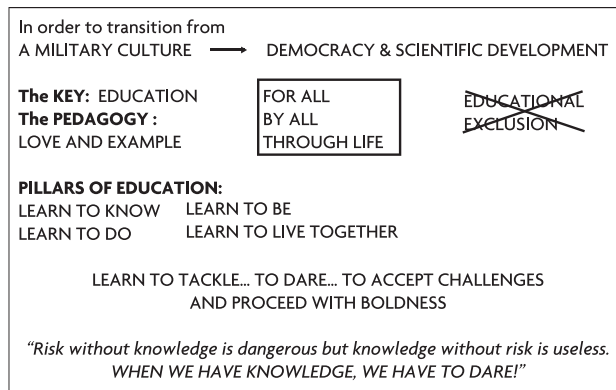 In order to transition from
A MILITARY CULTURE → DEMOCRACY & SCIENTIFIC DEVELOPMENT
The KEY: EDUCATION
The PEDAGOGY :
LOVE AND EXAMPLE
FOR ALL
BY ALL
THROUGH LIFE
EDUCATIONAL
EXCLUSION
PILLARS OF EDUCATION:
LEARN TO KNOW LEARN TO BE
LEARN TO DO LEARN TO LIVE TOGETHER
LEARN TO TACKLE... TO DARE... TO ACCEPT CHALLENGES
AND PROCEED WITH BOLDNESS
“Risk without knowledge is dangerous but knowledge without risk is useless.
WHEN WE HAVE KNOWLEDGE, WE HAVE TO DARE!”